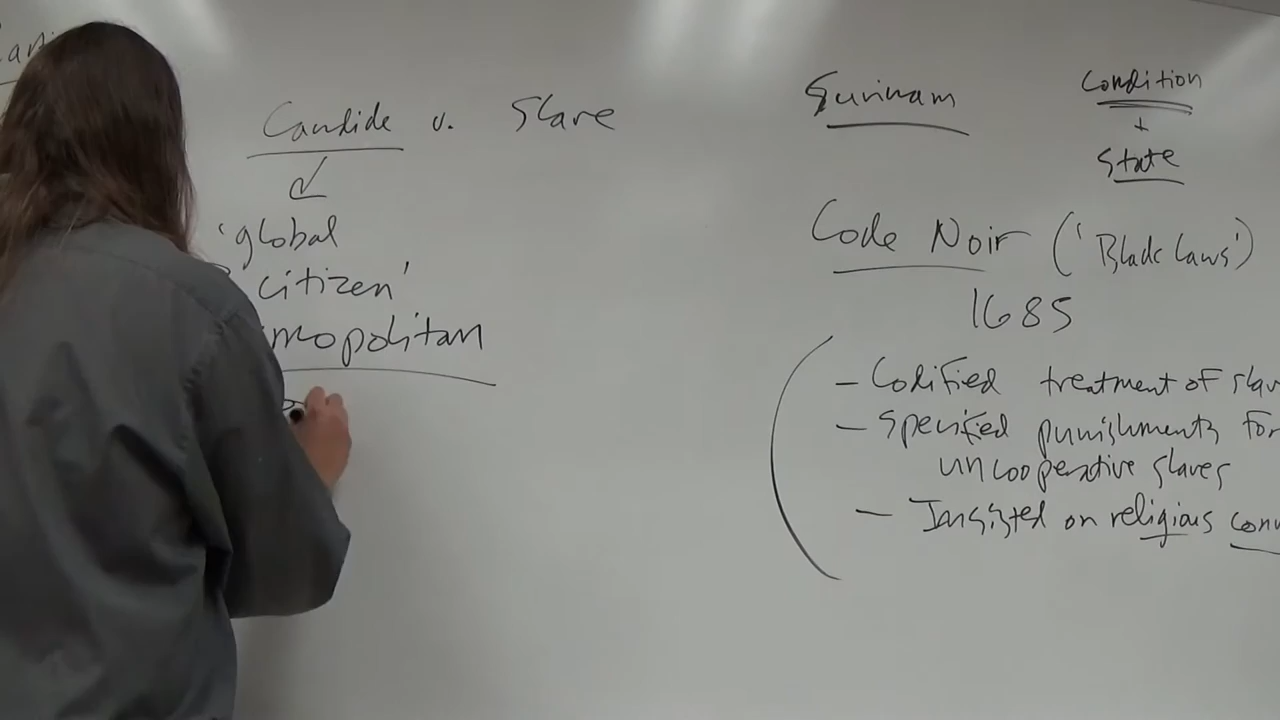 Candide v. Slave
'global
citizen'
mopolitan
Surinam
Condition
+
State
Code Noir ('Black Laws')
1685
- Codified treatment of slav
- Specified punishments for
uncooperative slaves
- Insisted on religious conv